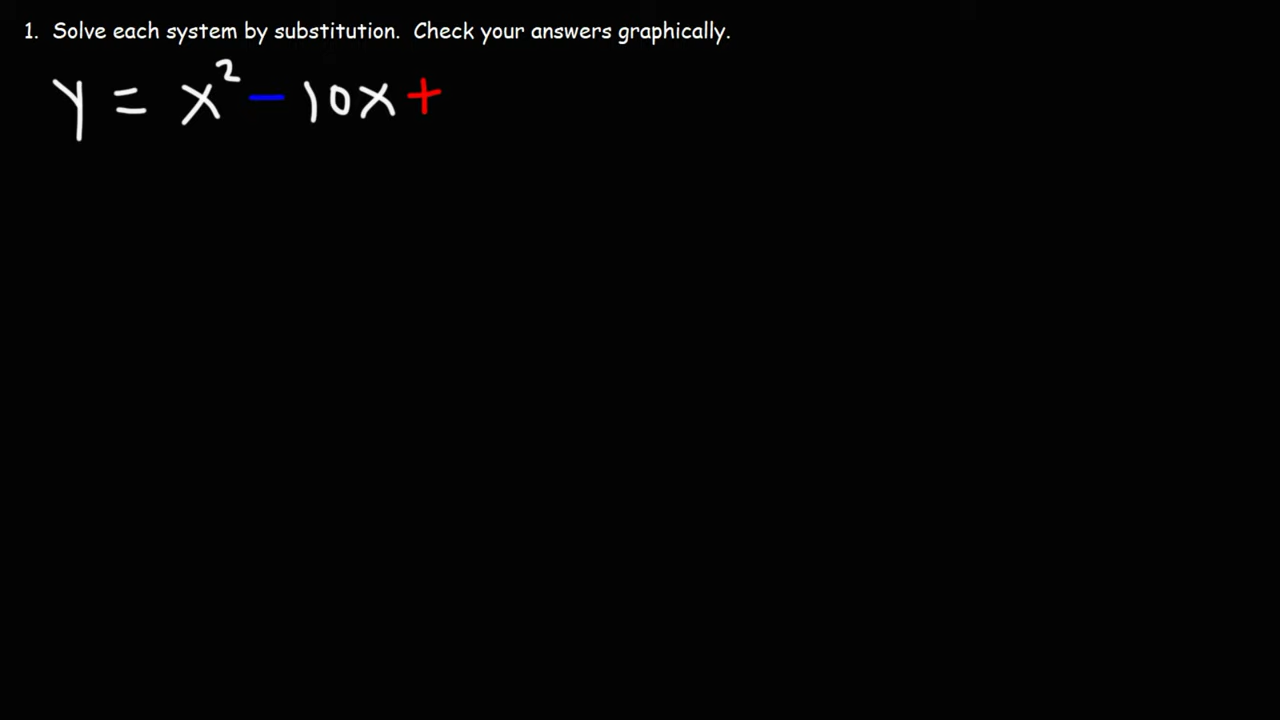 1. Solve each system by substitution. Check your answers graphically.
y = x² - 10x +